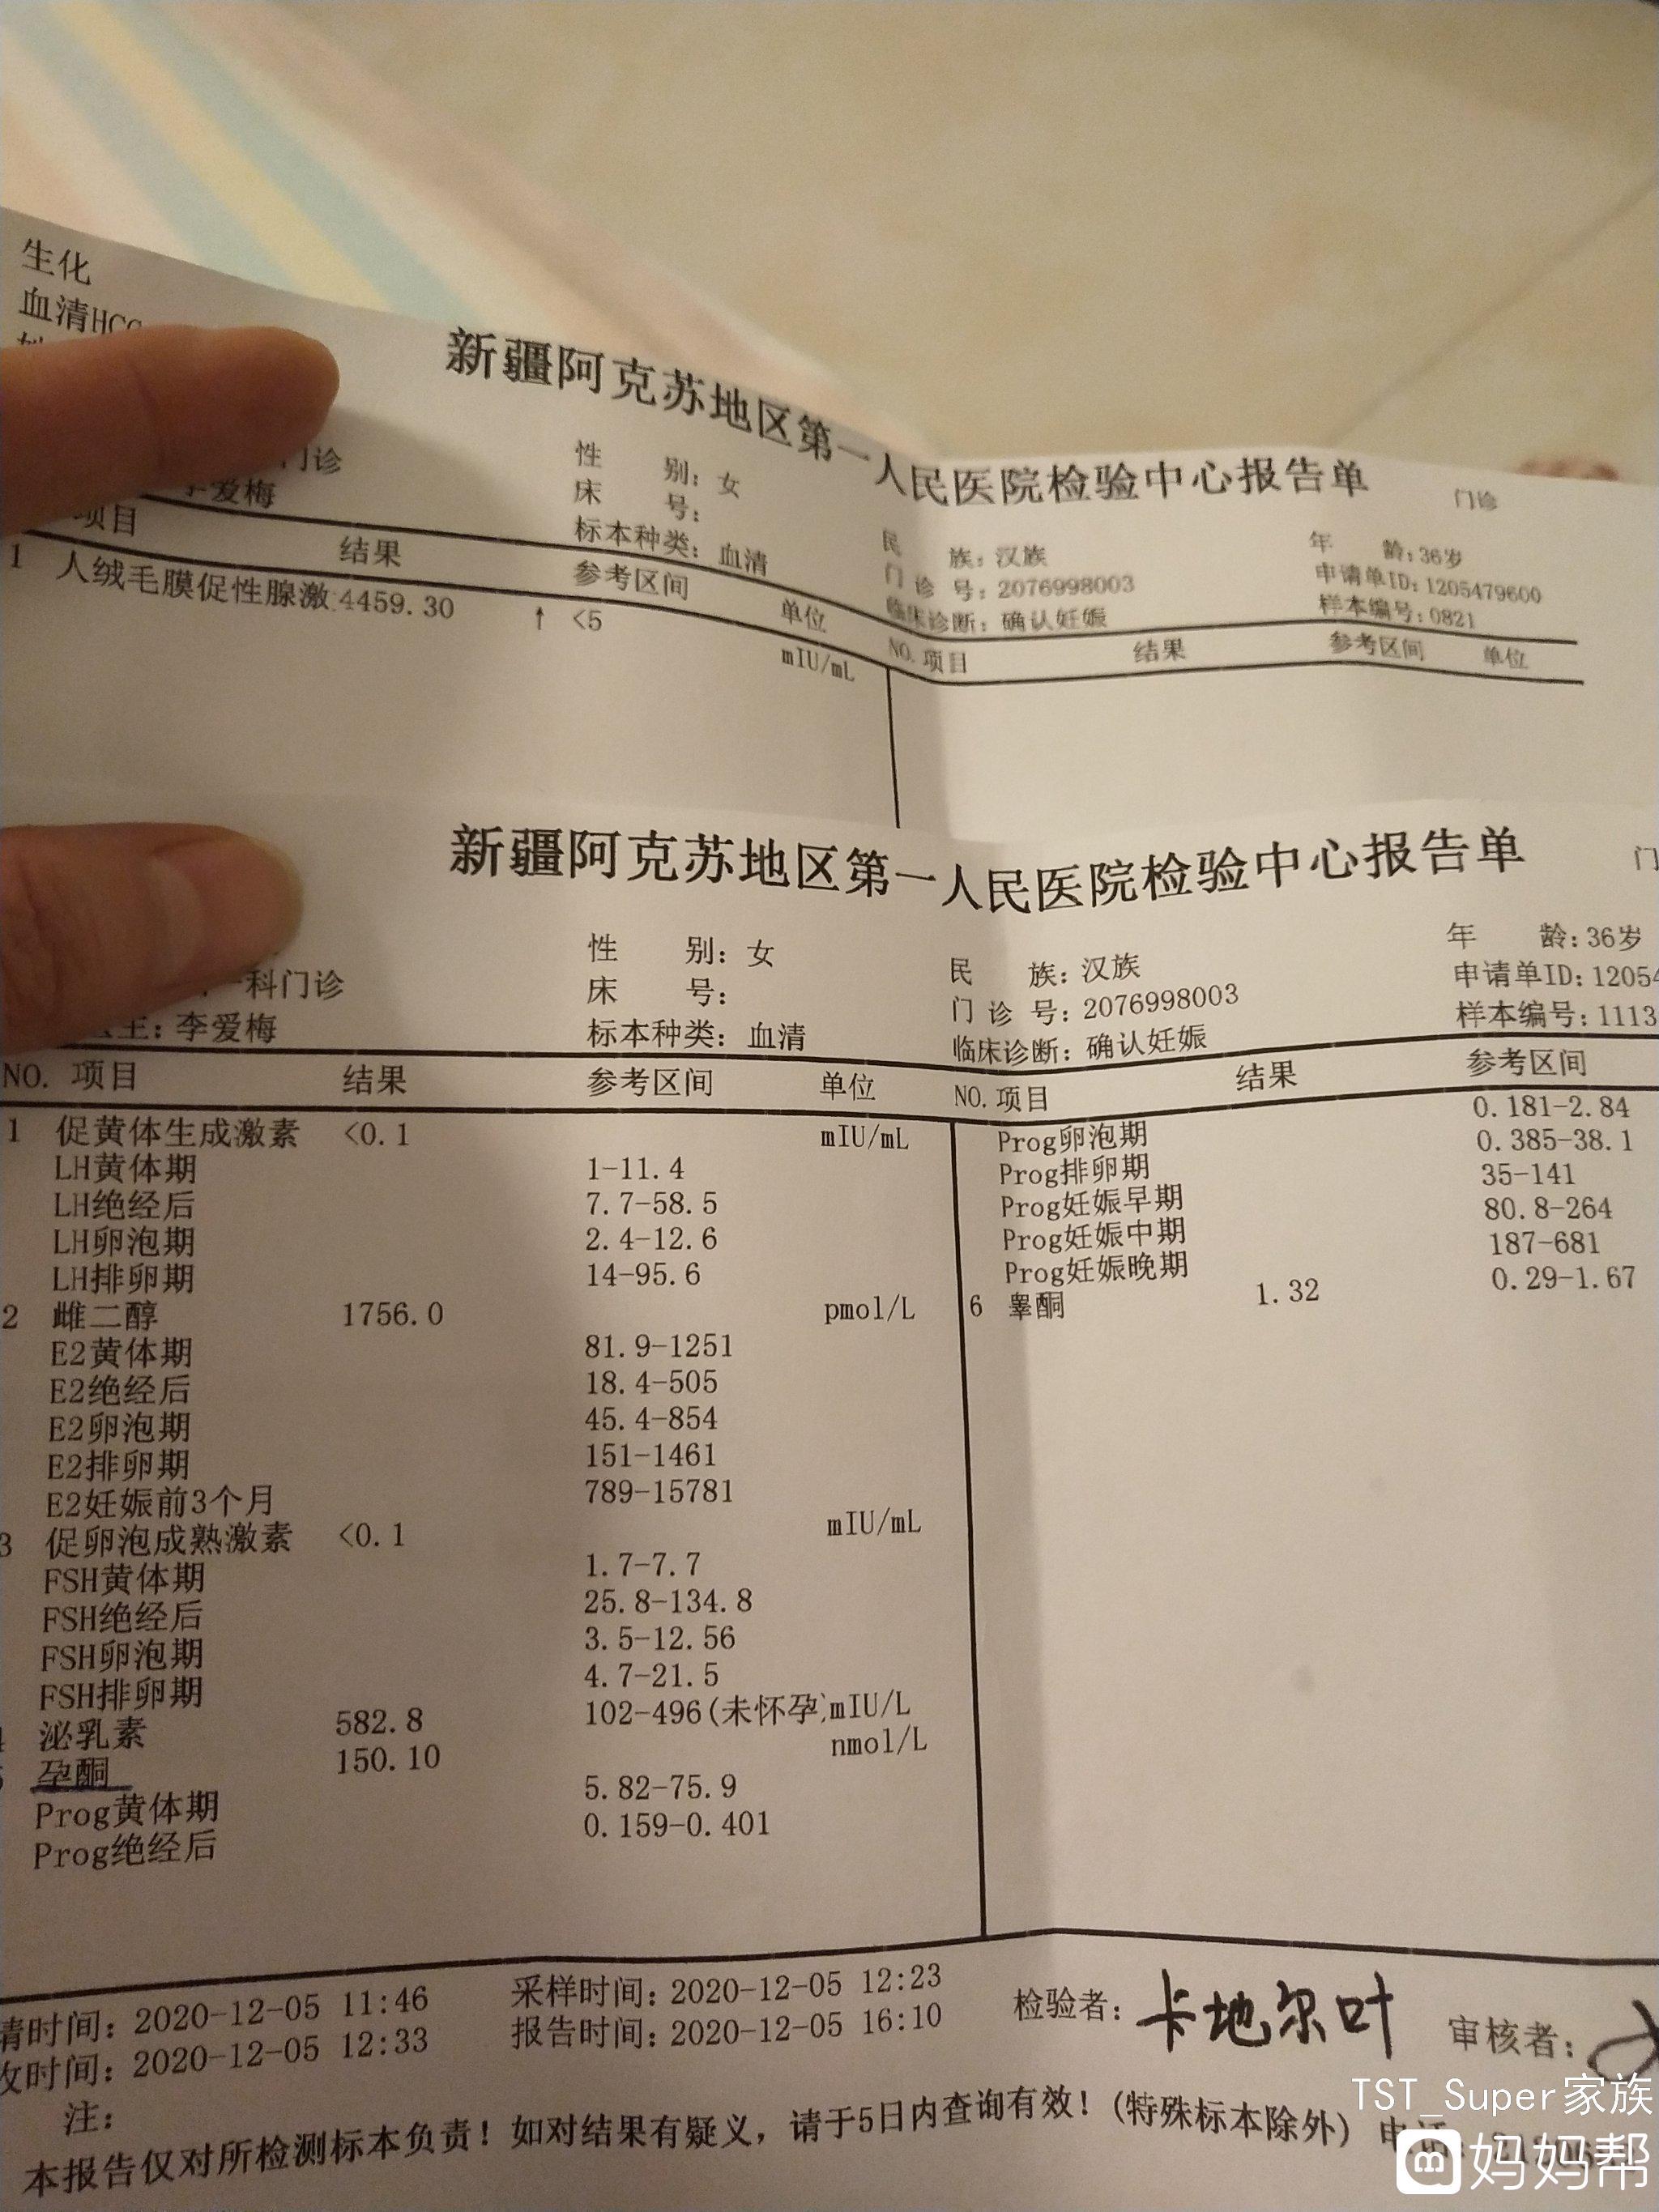 生化
血清HCG
新疆阿克苏地区第一人民医院检验中心报告单 门诊
门诊 性 别: 女 民 族: 汉族 年 龄: 36岁
李爱梅 床 号: 门 诊 号: 2076998003 申请单ID: 1205479600
标本种类: 血清 临床诊断: 确认妊娠 样本编号: 0821
项目 结果 参考区间 单位 NO. 项目 结果 参考区间 单位
1 人绒毛膜促性腺激 4459.30 ↑ <5 mIU/mL
新疆阿克苏地区第一人民医院检验中心报告单
性 别: 女 民 族: 汉族 年 龄: 36岁
一科门诊 床 号: 门 诊 号: 2076998003 申请单ID: 12054
李爱梅 标本种类: 血清 临床诊断: 确认妊娠 样本编号: 1113
NO. 项目 结果 参考区间 单位 NO. 项目 结果 参考区间
1 促黄体生成激素 <0.1 mIU/mL
LH黄体期 1-11.4
LH绝经后 7.7-58.5
LH卵泡期 2.4-12.6
LH排卵期 14-95.6
2 雌二醇 1756.0 pmol/L
E2黄体期 81.9-1251
E2绝经后 18.4-505
E2卵泡期 45.4-854
E2排卵期 151-1461
E2妊娠前3个月 789-15781
3 促卵泡成熟激素 <0.1 mIU/mL
FSH黄体期 1.7-7.7
FSH绝经后 25.8-134.8
FSH卵泡期 3.5-12.56
FSH排卵期 4.7-21.5
泌乳素 582.8 102-496(未怀孕) mIU/L
孕酮 150.10 nmol/L
Prog黄体期 5.82-75.9
Prog绝经后 0.159-0.401
Prog卵泡期 0.181-2.84
Prog排卵期 0.385-38.1
Prog妊娠早期 35-141
Prog妊娠中期 80.8-264
Prog妊娠晚期 187-681
6 睾酮 1.32 0.29-1.67
请时间: 2020-12-05 11:46 采样时间: 2020-12-05 12:23 检验者: 卡地尔叶 审核者:
收时间: 2020-12-05 12:33 报告时间: 2020-12-05 16:10
注:
本报告仅对所检测标本负责! 如对结果有疑义, 请于5日内查询有效! (特殊标本除外)
TST_Super家族
妈妈帮